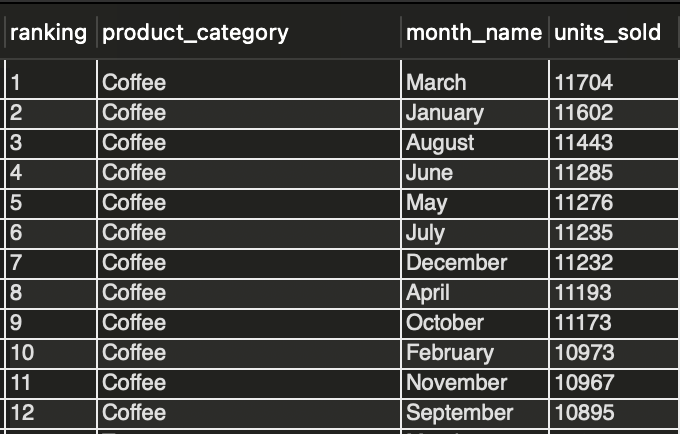 ranking product_category month_name units_sold
1 Coffee March 11704
2 Coffee January 11602
3 Coffee August 11443
4 Coffee June 11285
5 Coffee May 11276
6 Coffee July 11235
7 Coffee December 11232
8 Coffee April 11193
9 Coffee October 11173
10 Coffee February 10973
11 Coffee November 10967
12 Coffee September 10895